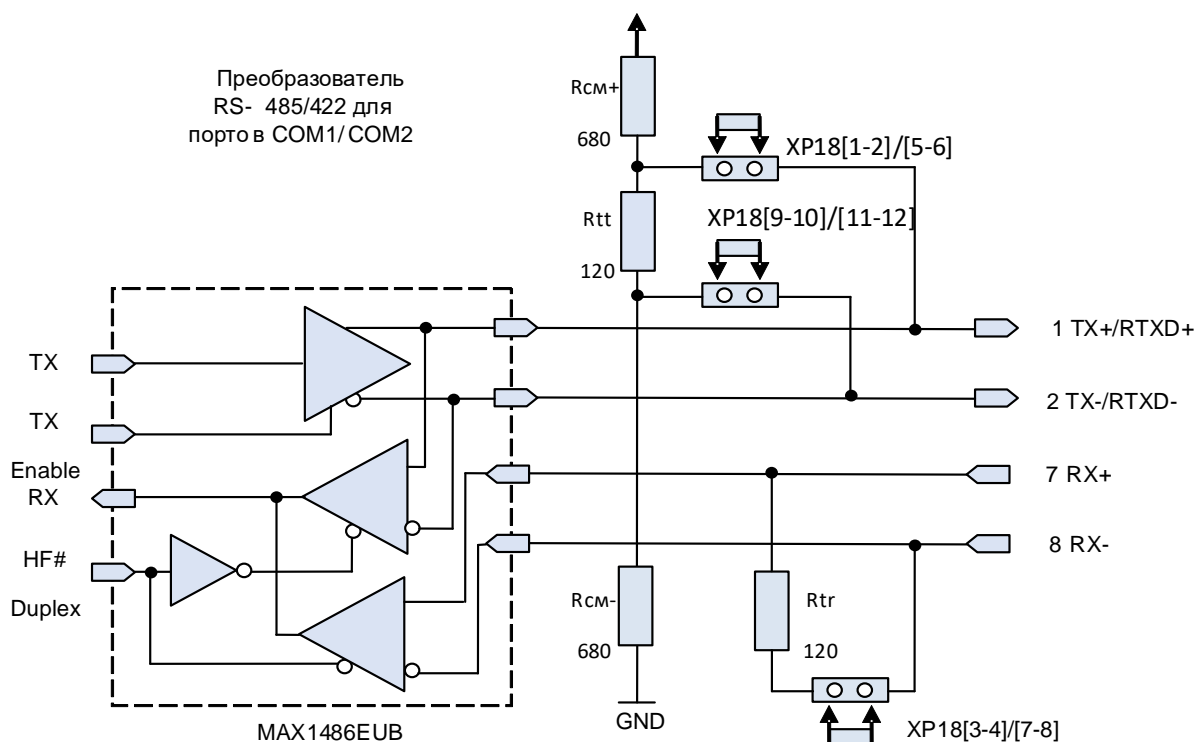 Преобразователь
RS- 485/422 для
порто в COM1/ COM2
Rсм+
680
XP18[1-2]/[5-6]
Rtt
120
XP18[9-10]/[11-12]
TX
TX
Enable
RX
HF#
Duplex
1 TX+/RTXD+
2 TX-/RTXD-
7 RX+
8 RX-
Rсм-
680
Rtr
120
GND
MAX1486EUB
XP18[3-4]/[7-8]